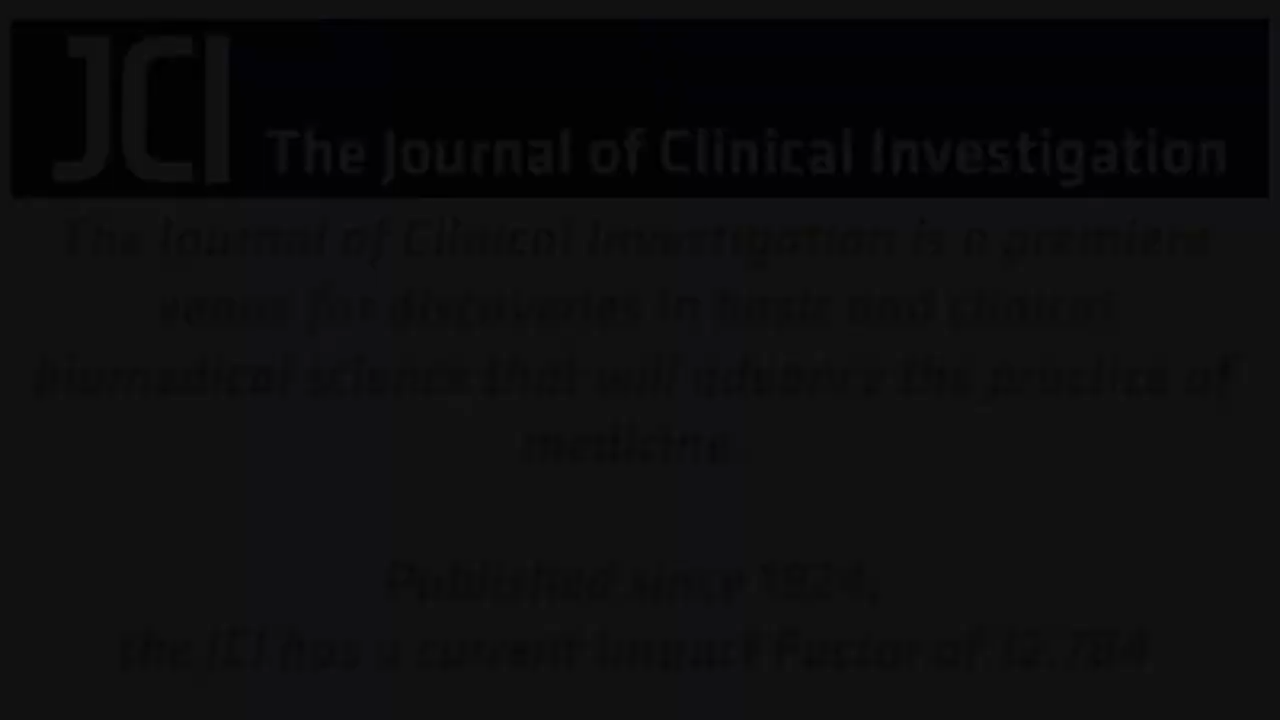 JCI
The Journal of Clinical Investigation
The Journal of Clinical Investigation is a premiere
venue for discoveries in basic and clinical
biomedical science that will advance the practice of
medicine.
Published since 1924,
the JCI has a current Impact Factor of 12.784